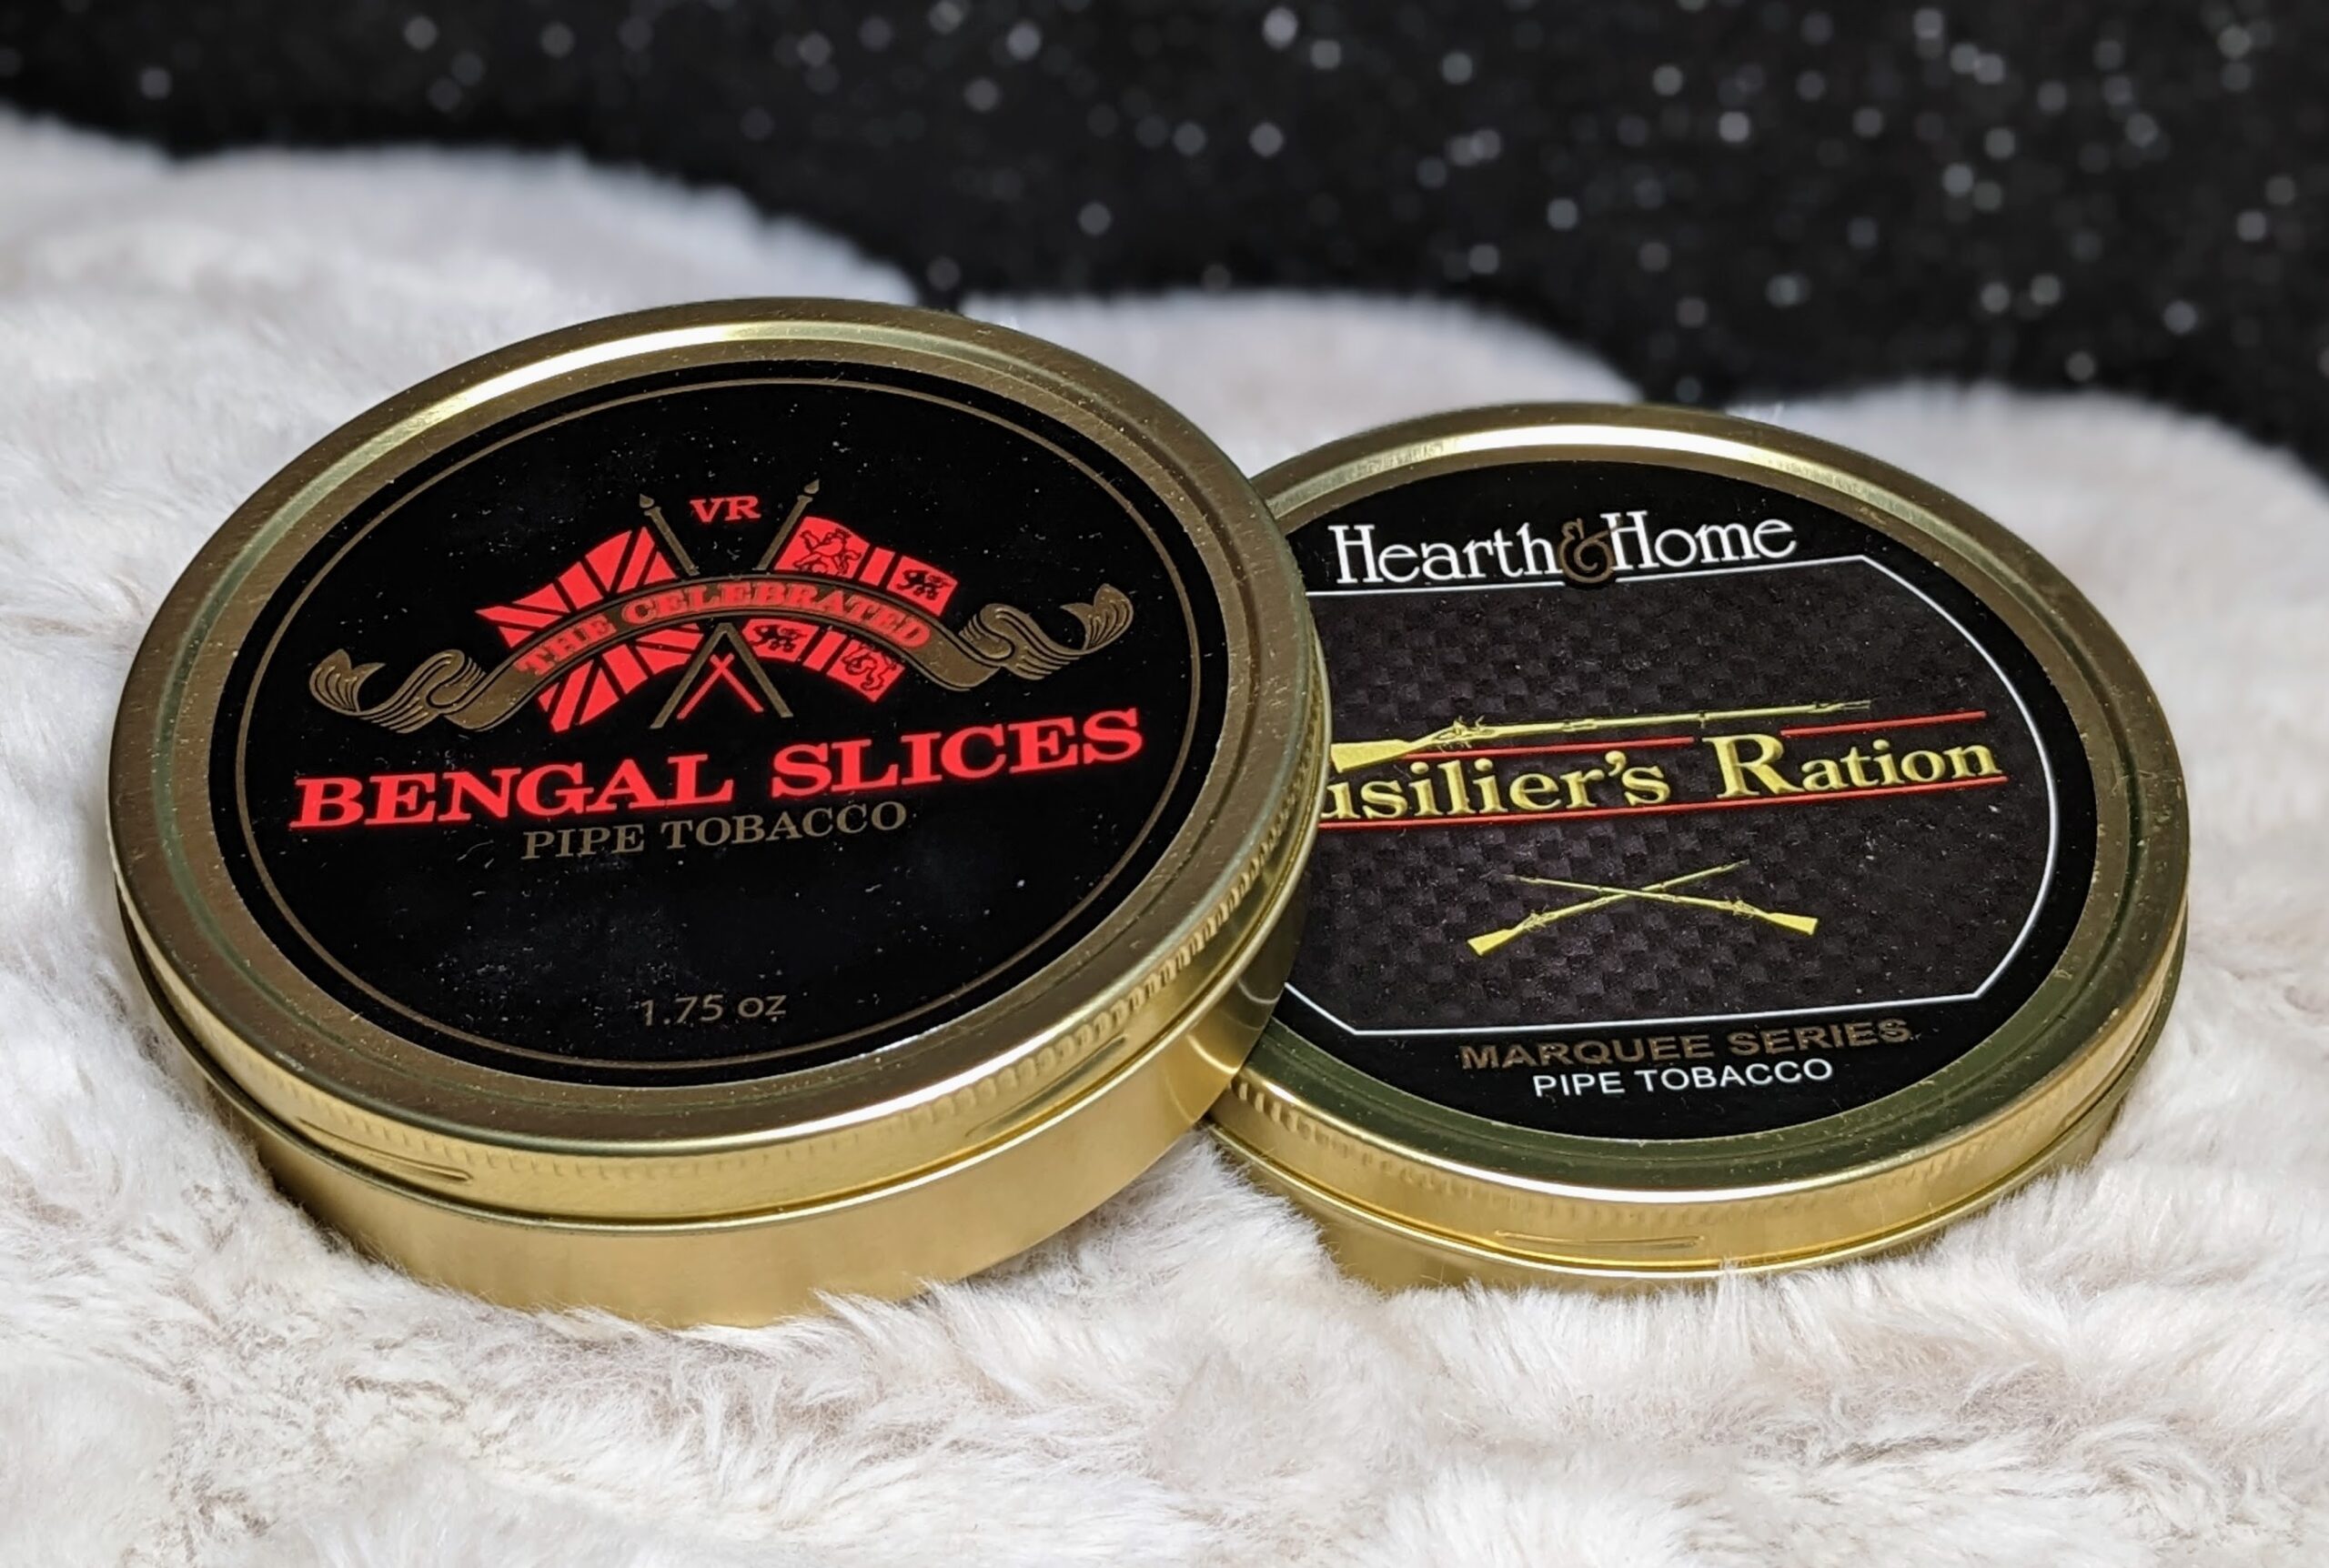 VR
THE CELEBRATED
BENGAL SLICES
PIPE TOBACCO
1.75 oz
Hearth & Home
usilier's Ration
MARQUEE SERIES
PIPE TOBACCO